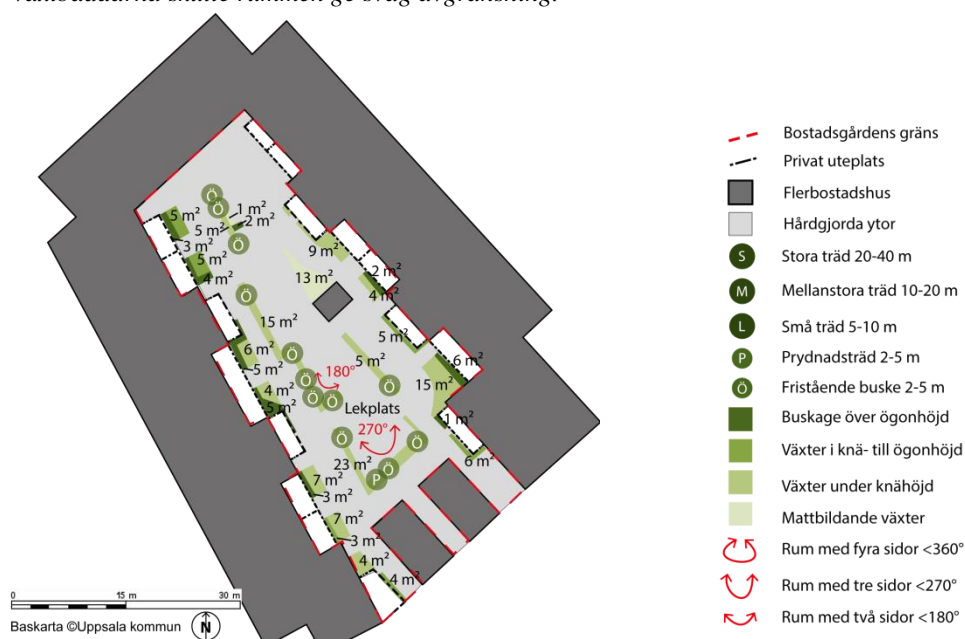 1 m²
5 m²
5 m²
2 m²
3 m²
9 m²
5 m²
2 m²
4 m²
13 m²
4 m²
15 m²
5 m²
6 m²
5 m²
6 m²
5 m²
180°
15 m²
4 m²
5 m²
Lekplats
1 m²
270°
6 m²
23 m²
7 m²
3 m²
7 m²
3 m²
4 m²
4 m²
Ö
Ö
Ö
Ö
Ö
Ö
Ö
Ö
Ö
Ö
Ö
Ö
P
0 15 m 30 m
Baskarta ©Uppsala kommun N
Bostadsgårdens gräns
Privat uteplats
Flerbostadshus
Hårdgjorda ytor
S Stora träd 20-40 m
M Mellanstora träd 10-20 m
L Små träd 5-10 m
P Prydnadsträd 2-5 m
Ö Fristående buske 2-5 m
Buskage över ögonhöjd
Växter i knä- till ögonhöjd
Växter under knähöjd
Mattbildande växter
Rum med fyra sidor <360°
Rum med tre sidor <270°
Rum med två sidor <180°